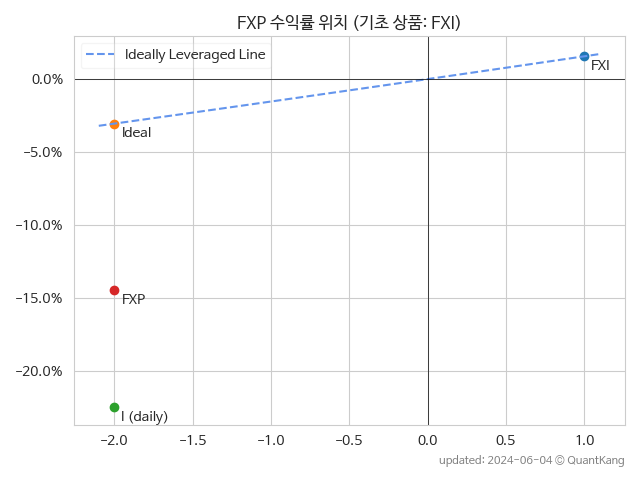 FXP 수익률 위치 (기초 상품: FXI)
Ideally Leveraged Line
0.0%
FXI
Ideal
−5.0%
−10.0%
FXP
−15.0%
−20.0%
I (daily)
−2.0 −1.5 −1.0 −0.5 0.0 0.5 1.0
updated: 2024-06-04 © QuantKang